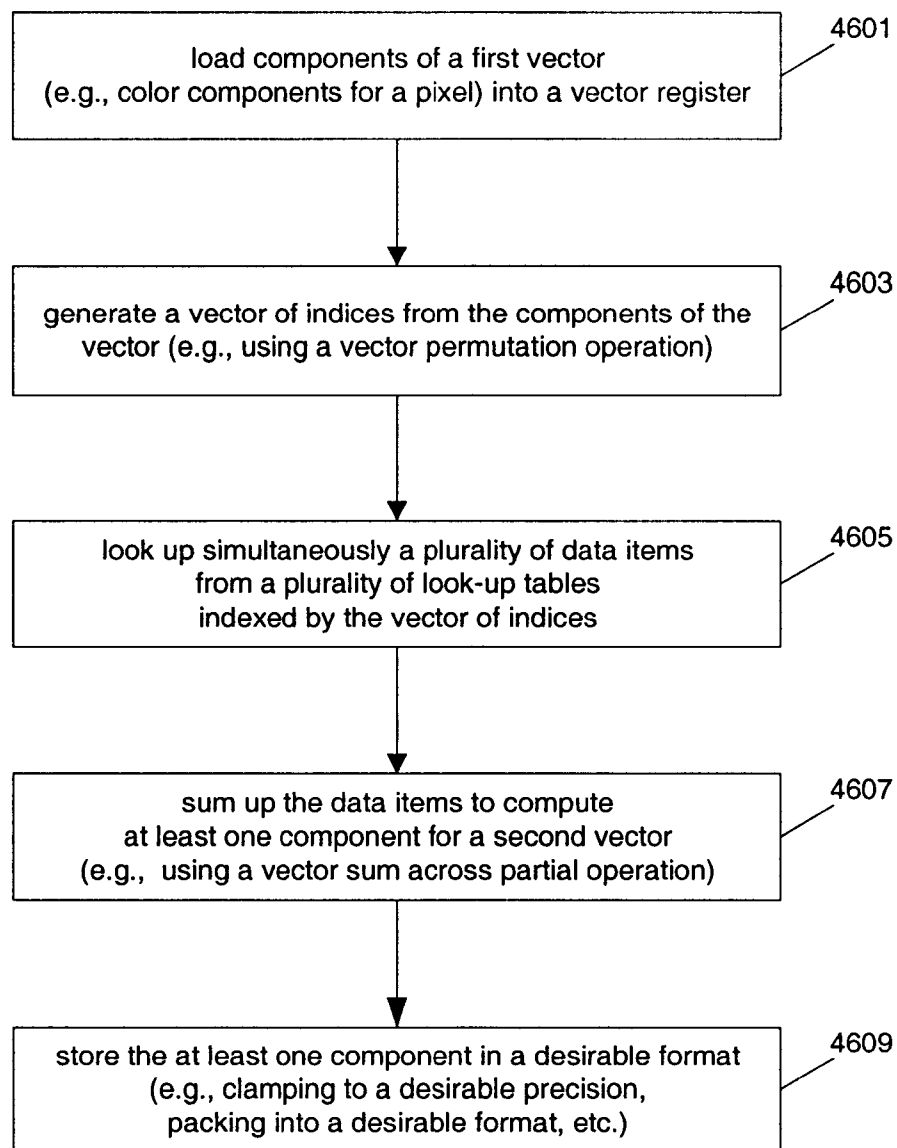 4601
load components of a first vector
(e.g., color components for a pixel) into a vector register
4603
generate a vector of indices from the components of the
vector (e.g., using a vector permutation operation)
4605
look up simultaneously a plurality of data items
from a plurality of look-up tables
indexed by the vector of indices
4607
sum up the data items to compute
at least one component for a second vector
(e.g., using a vector sum across partial operation)
4609
store the at least one component in a desirable format
(e.g., clamping to a desirable precision,
packing into a desirable format, etc.)